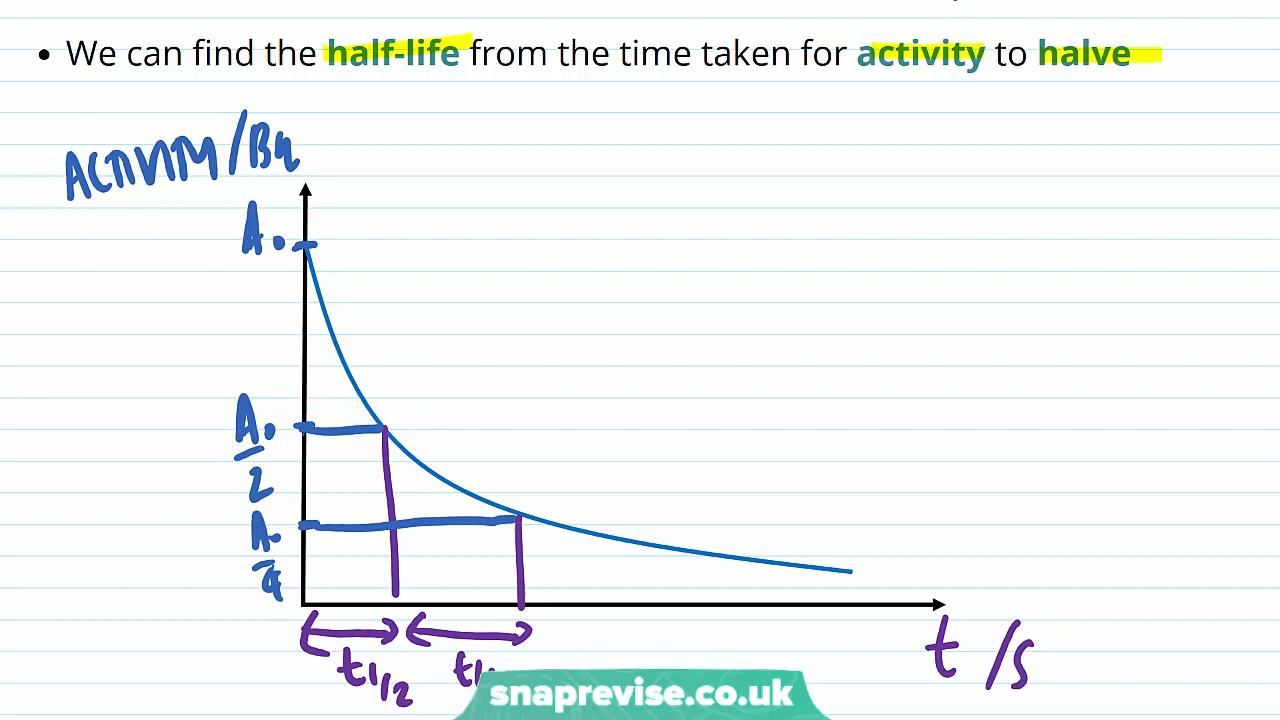 • We can find the half-life from the time taken for activity to halve
ACTIVITY/Bq
A₀
A₀
2
A₀
4
t1/2
t1/
t/s
snaprevise.co.uk